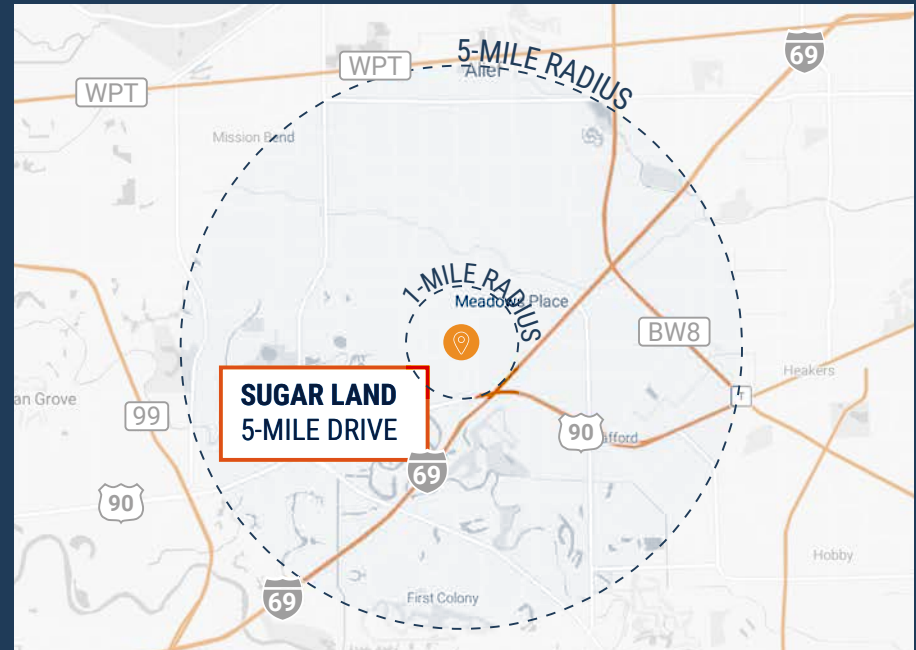 5-MILE RADIUS
69
WPT
Alief
WPT
Mission Bend
1-MILE RADIUS
Meadows Place
BW8
Heakers
SUGAR LAND
5-MILE DRIVE
an Grove
99
T
90
afford
69
90
Hobby
69
First Colony